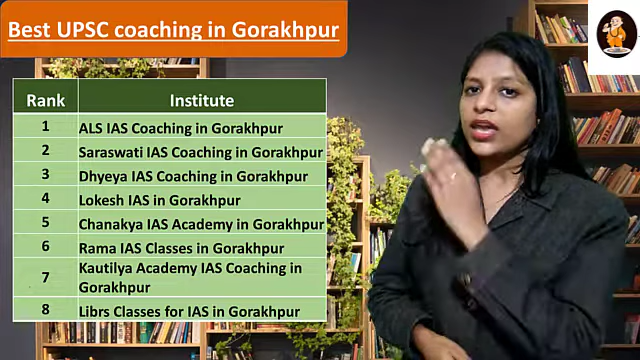 Best UPSC coaching in Gorakhpur
Rank Institute
1 ALS IAS Coaching in Gorakhpur
2 Saraswati IAS Coaching in Gorakhpur
3 Dhyeya IAS Coaching in Gorakhpur
4 Lokesh IAS in Gorakhpur
5 Chanakya IAS Academy in Gorakhpur
6 Rama IAS Classes in Gorakhpur
7 Kautilya Academy IAS Coaching in
Gorakhpur
8 Librs Classes for IAS in Gorakhpur